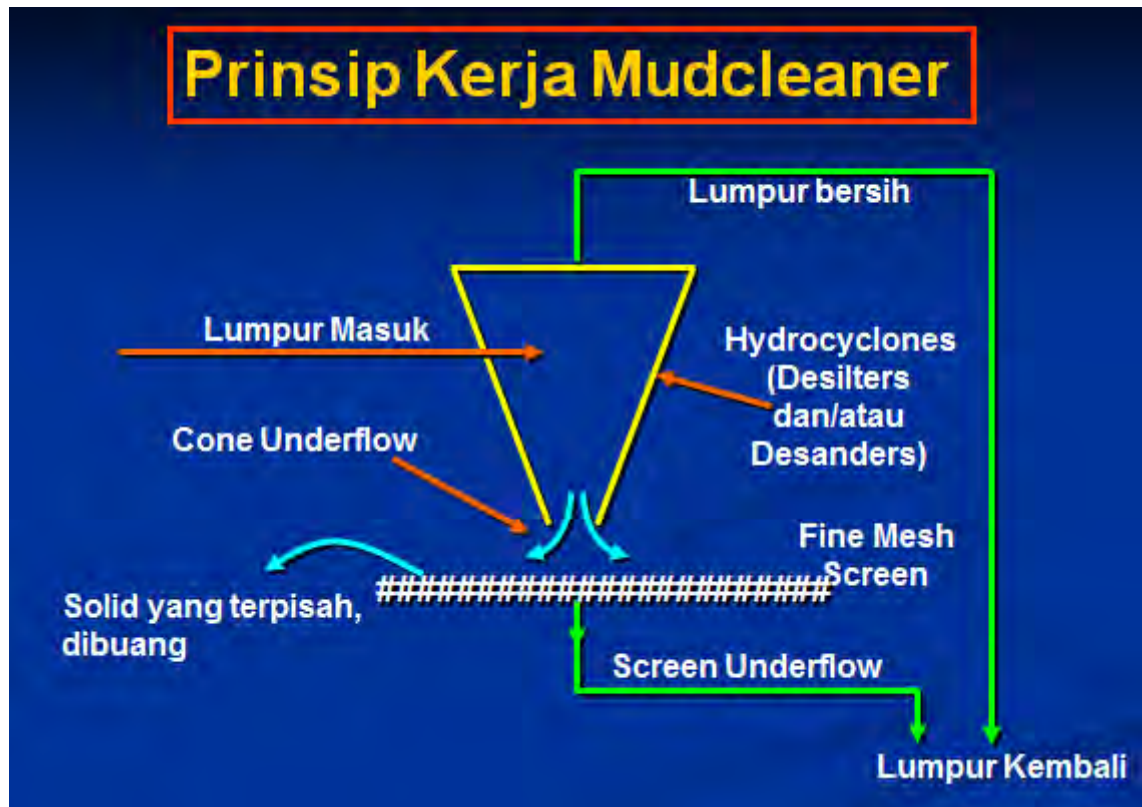 Prinsip Kerja Mudcleaner
Lumpur bersih
Lumpur Masuk
Hydrocyclones
(Desilters
dan/atau
Desanders)
Cone Underflow
Fine Mesh
Screen
########################
Solid yang terpisah,
dibuang
Screen Underflow
Lumpur Kembali